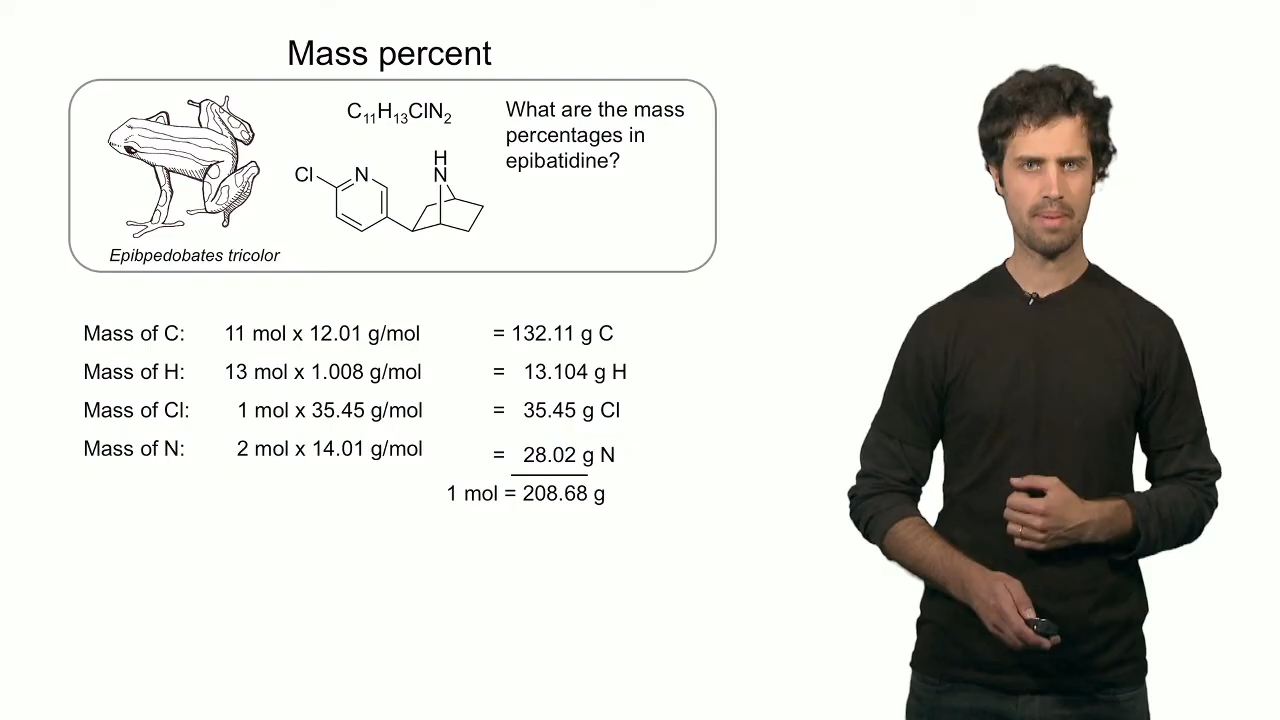 Mass percent
C₁₁H₁₃ClN₂
What are the mass
percentages in
epibatidine?
Cl
N
H
N
Epibpedobates tricolor
Mass of C: 11 mol x 12.01 g/mol = 132.11 g C
Mass of H: 13 mol x 1.008 g/mol = 13.104 g H
Mass of Cl: 1 mol x 35.45 g/mol = 35.45 g Cl
Mass of N: 2 mol x 14.01 g/mol = 28.02 g N
1 mol = 208.68 g